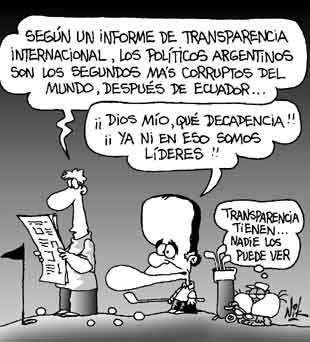 SEGÚN UN INFORME DE TRANSPARENCIA
INTERNACIONAL, LOS POLÍTICOS ARGENTINOS
SON LOS SEGUNDOS MÁS CORRUPTOS DEL
MUNDO, DESPUÉS DE ECUADOR...
¡¡DIOS MÍO, QUÉ DECADENCIA!!
¡¡YA NI EN ESO SOMOS
LÍDERES!!
TRANSPARENCIA
TIENEN...
NADIE LOS
PUEDE VER
Nik